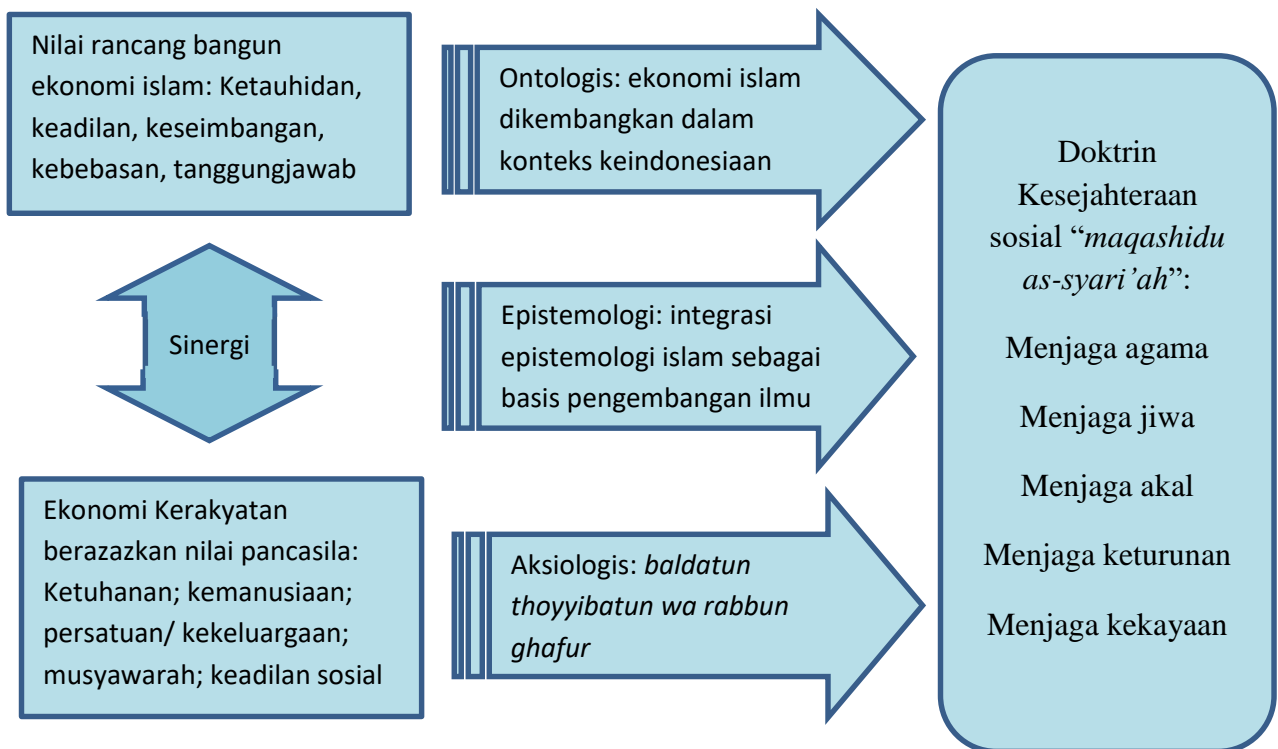 Nilai rancang bangun
ekonomi islam: Ketauhidan,
keadilan, keseimbangan,
kebebasan, tanggungjawab
Sinergi
Ekonomi Kerakyatan
berazazkan nilai pancasila:
Ketuhanan; kemanusiaan;
persatuan/ kekeluargaan;
musyawarah; keadilan sosial
Ontologis: ekonomi islam
dikembangkan dalam
konteks keindonesiaan
Epistemologi: integrasi
epistemologi islam sebagai
basis pengembangan ilmu
Aksiologis: baldatun
thoyyibatun wa rabbun
ghafur
Doktrin
Kesejahteraan
sosial “maqashidu
as-syari’ah”:
Menjaga agama
Menjaga jiwa
Menjaga akal
Menjaga keturunan
Menjaga kekayaan